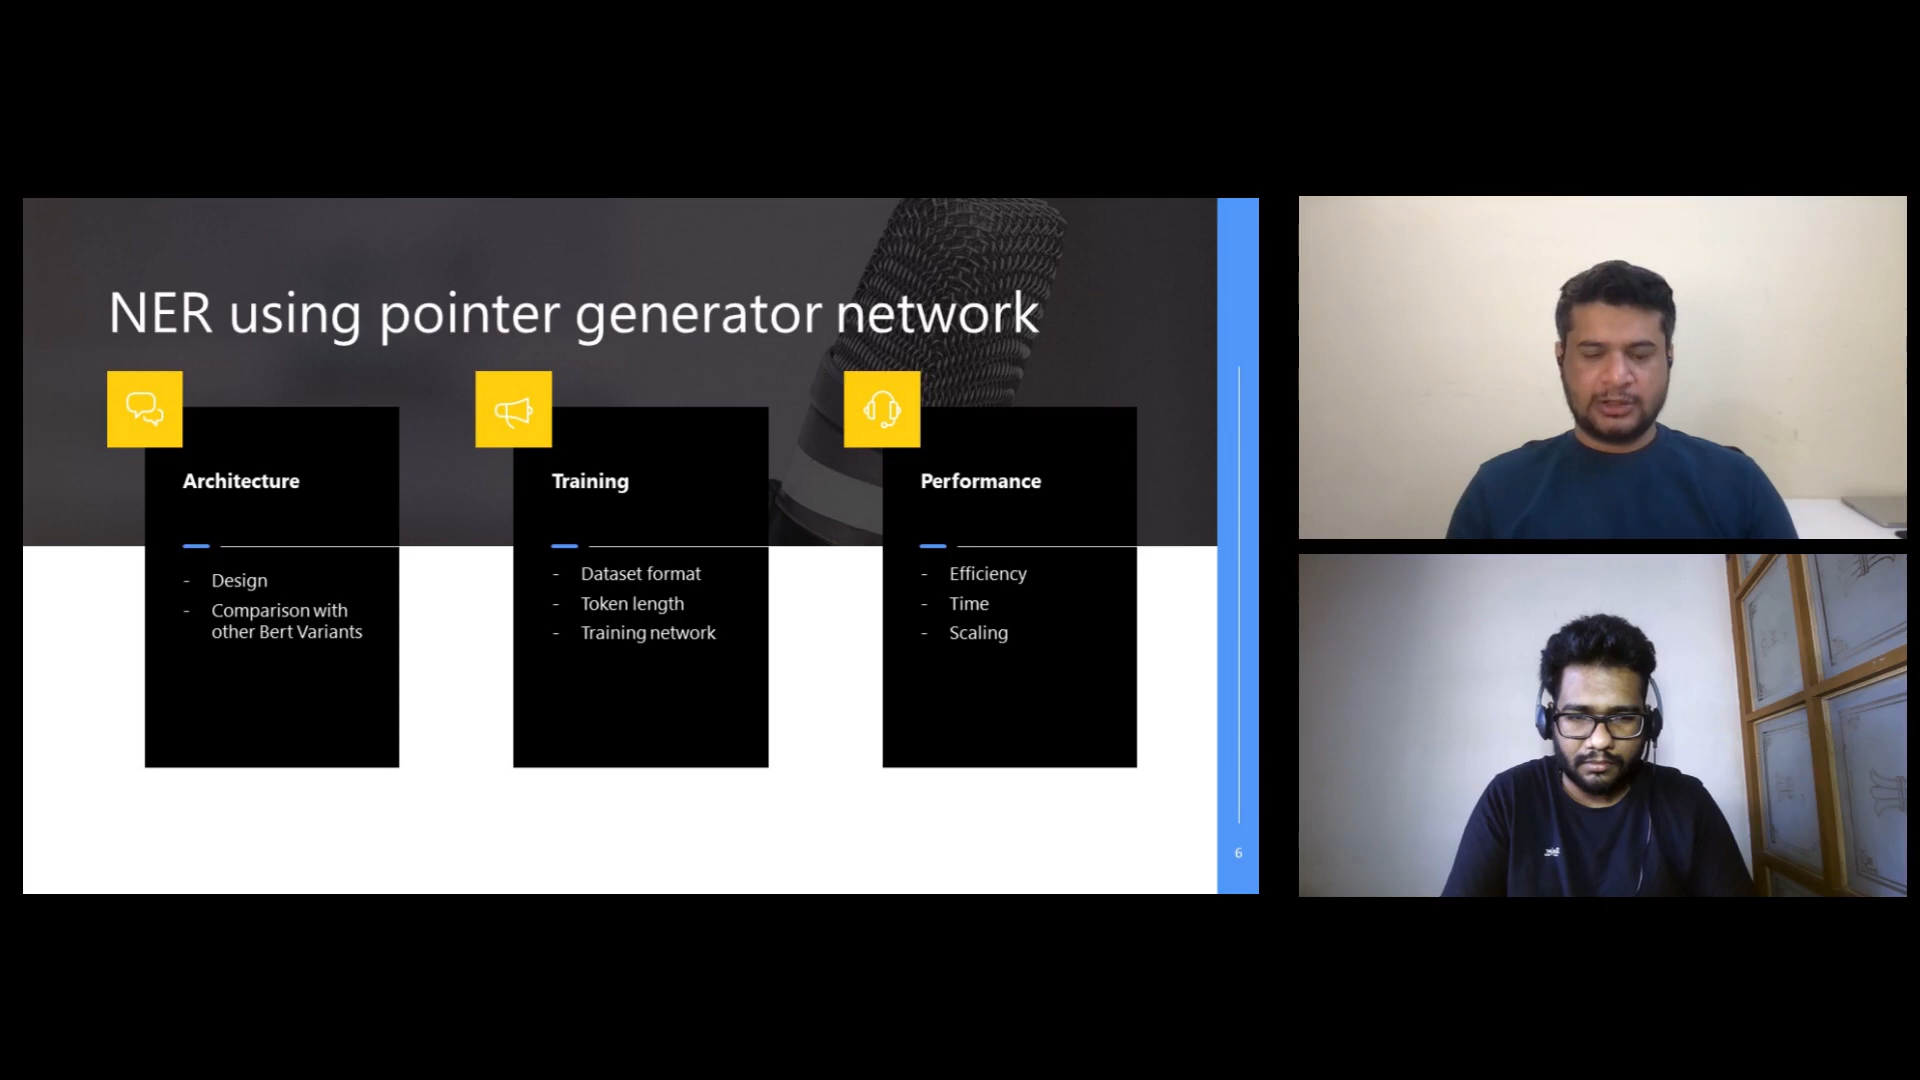 NER using pointer generator network
Architecture
- Design
- Comparison with
other Bert Variants
Training
- Dataset format
- Token length
- Training network
Performance
- Efficiency
- Time
- Scaling
6